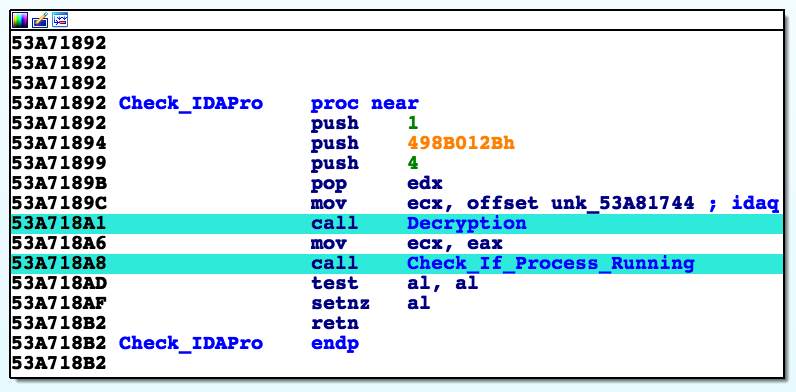 53A71892
53A71892
53A71892
53A71892 Check_IDAPro proc near
53A71892 push 1
53A71894 push 498B012Bh
53A71899 push 4
53A7189B pop edx
53A7189C mov ecx, offset unk_53A81744 ; idaq
53A718A1 call Decryption
53A718A6 mov ecx, eax
53A718A8 call Check_If_Process_Running
53A718AD test al, al
53A718AF setnz al
53A718B2 retn
53A718B2 Check_IDAPro endp
53A718B2